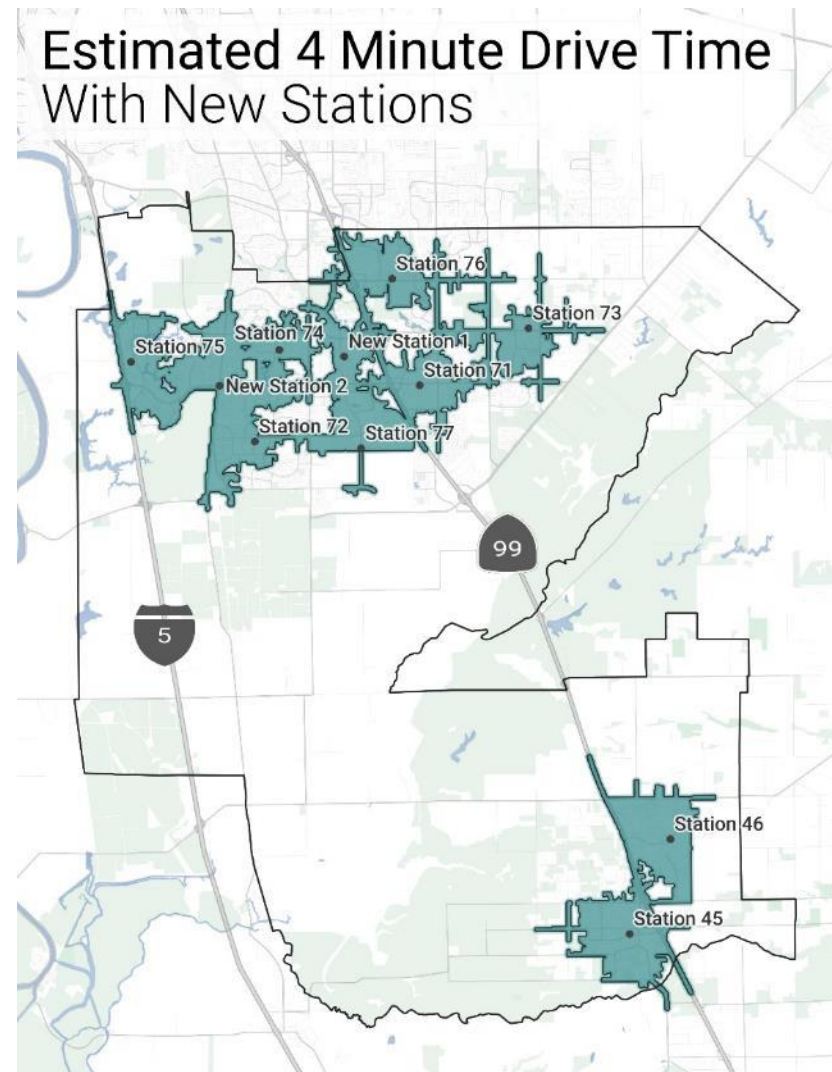 Estimated 4 Minute Drive Time
With New Stations
Station 76
Station 73
Station 74
New Station 1
Station 75
Station 71
New Station 2
Station 72
Station 77
99
5
Station 46
Station 45